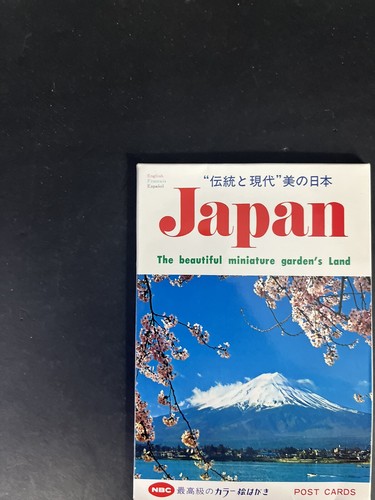 English
Français
Español
“伝統と現代”美の日本
Japan
The beautiful miniature garden's Land
NBC 最高級のカラー絵はがき POST CARDS